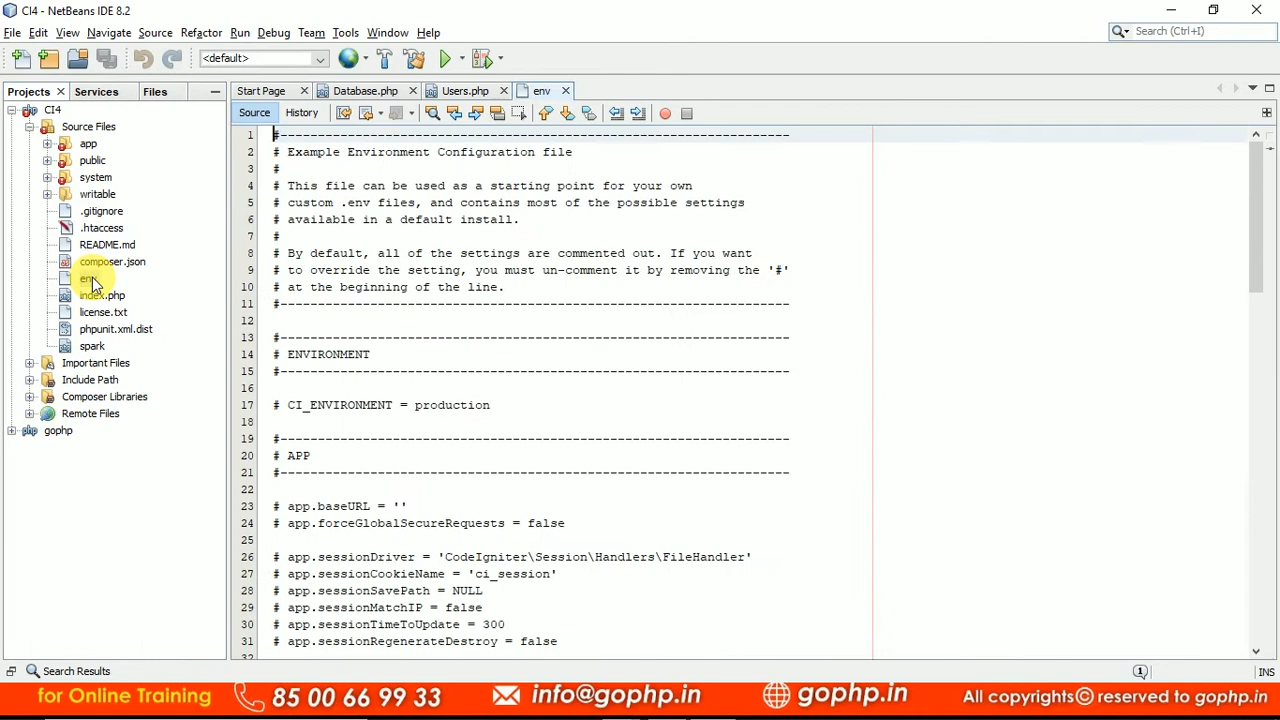 CI4 - NetBeans IDE 8.2
File Edit View Navigate Source Refactor Run Debug Team Tools Window Help
Search (Ctrl+I)
<default>
Projects Services Files
Start Page Database.php Users.php env
Source History
CI4
Source Files
app
public
system
writable
.gitignore
.htaccess
README.md
composer.json
env
index.php
license.txt
phpunit.xml.dist
spark
Important Files
Include Path
Composer Libraries
Remote Files
gophp
1 #-------------------------------------------------------------------
2 # Example Environment Configuration file
3 #
4 # This file can be used as a starting point for your own
5 # custom .env files, and contains most of the possible settings
6 # available in a default install.
7 #
8 # By default, all of the settings are commented out. If you want
9 # to override the setting, you must un-comment it by removing the '#'
10 # at the beginning of the line.
11 #-------------------------------------------------------------------
12
13 #-------------------------------------------------------------------
14 # ENVIRONMENT
15 #-------------------------------------------------------------------
16
17 # CI_ENVIRONMENT = production
18
19 #-------------------------------------------------------------------
20 # APP
21 #-------------------------------------------------------------------
22
23 # app.baseURL = ''
24 # app.forceGlobalSecureRequests = false
25
26 # app.sessionDriver = 'CodeIgniter\Session\Handlers\FileHandler'
27 # app.sessionCookieName = 'ci_session'
28 # app.sessionSavePath = NULL
29 # app.sessionMatchIP = false
30 # app.sessionTimeToUpdate = 300
31 # app.sessionRegenerateDestroy = false
32
Search Results
1
INS
for Online Training 85 00 66 99 33 info@gophp.in gophp.in All copyrights© reserved to gophp.in